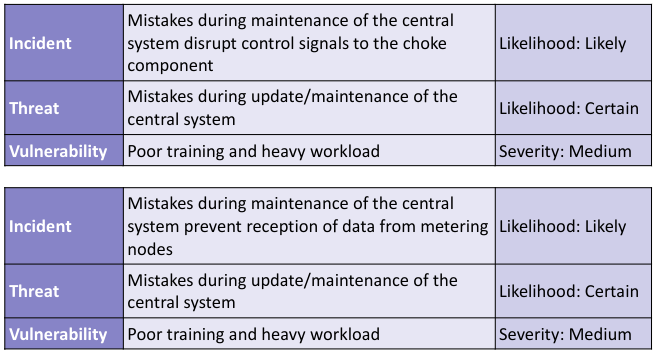 Incident
Mistakes during maintenance of the central
system disrupt control signals to the choke
component
Likelihood: Likely
Threat
Mistakes during update/maintenance of the
central system
Likelihood: Certain
Vulnerability
Poor training and heavy workload
Severity: Medium
Incident
Mistakes during maintenance of the central
system prevent reception of data from metering
nodes
Likelihood: Likely
Threat
Mistakes during update/maintenance of the
central system
Likelihood: Certain
Vulnerability
Poor training and heavy workload
Severity: Medium